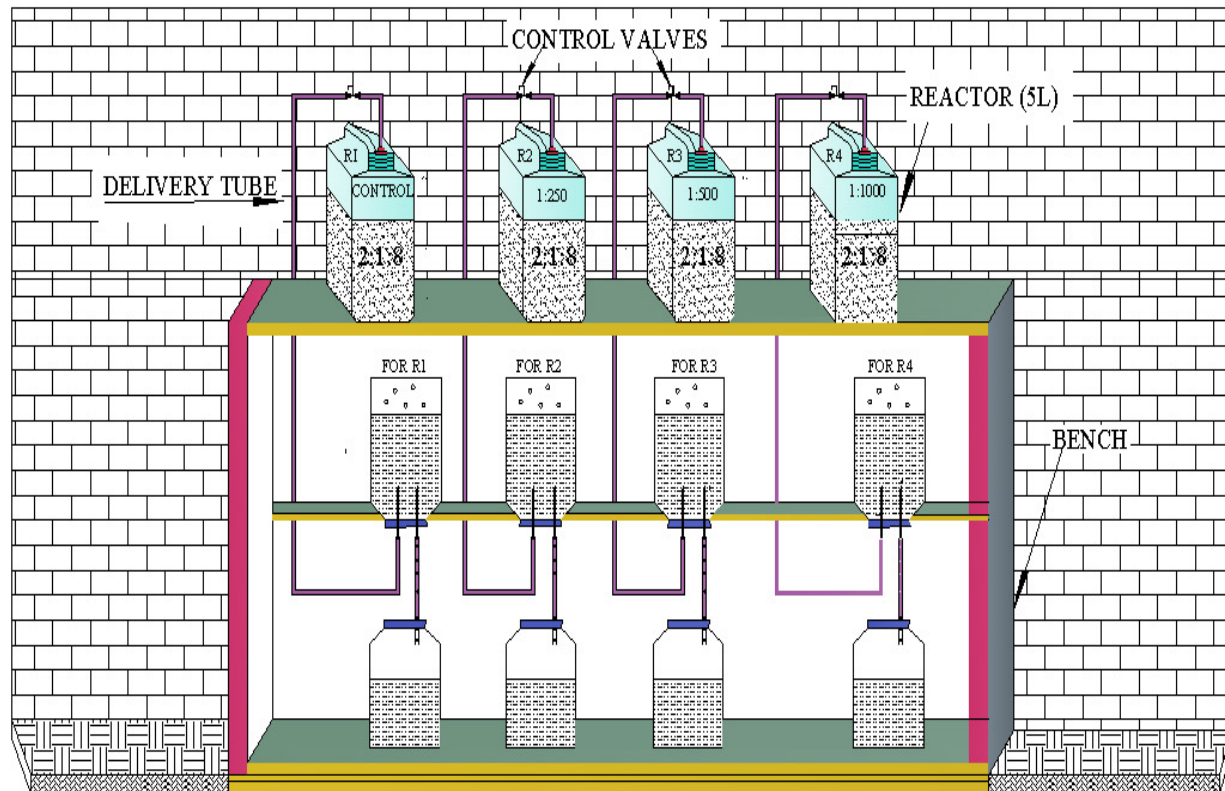 CONTROL VALVES
REACTOR (5L)
DELIVERY TUBE
R1
CONTROL
2:1:8
R2
1:250
2:1:8
R3
1:500
2:1:8
R4
1:1000
2:1:8
FOR R1
FOR R2
FOR R3
FOR R4
BENCH